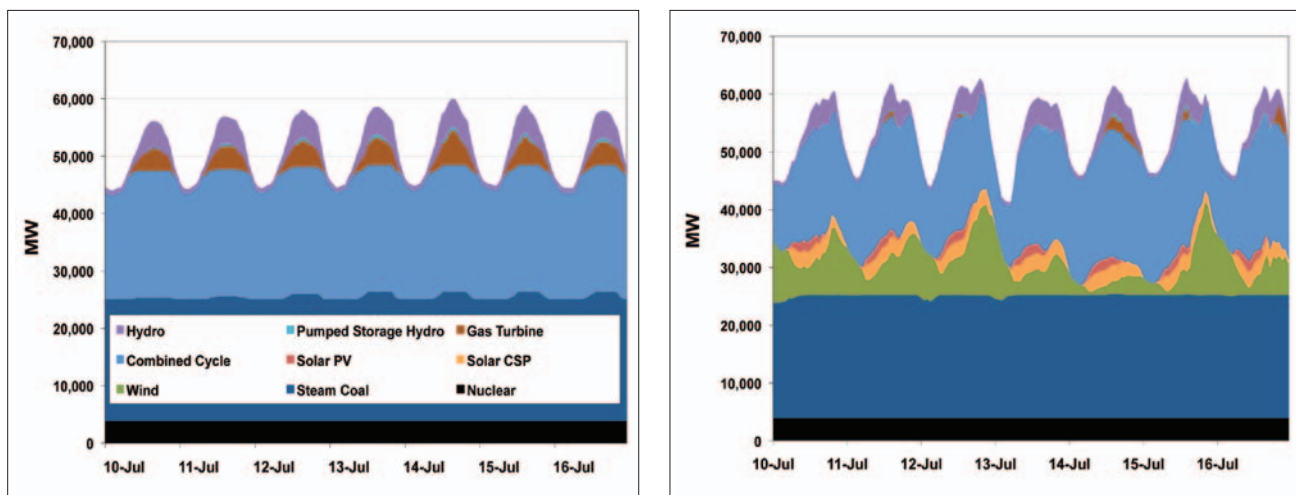 70,000
60,000
50,000
40,000
30,000
20,000
10,000
0
MW
Hydro Pumped Storage Hydro Gas Turbine
Combined Cycle Solar PV Solar CSP
Wind Steam Coal Nuclear
10-Jul 11-Jul 12-Jul 13-Jul 14-Jul 15-Jul 16-Jul
70,000
60,000
50,000
40,000
30,000
20,000
10,000
0
MW
10-Jul 11-Jul 12-Jul 13-Jul 14-Jul 15-Jul 16-Jul